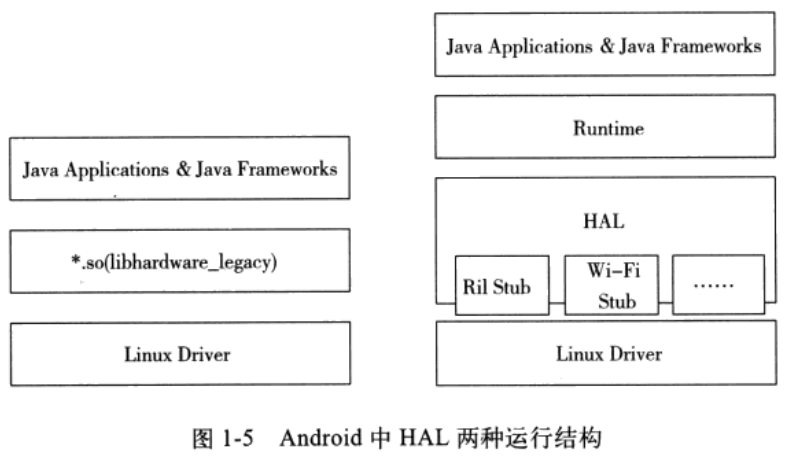 Java Applications & Java Frameworks
*.so(libhardware_legacy)
Linux Driver
Java Applications & Java Frameworks
Runtime
HAL
Ril Stub
Wi-Fi
Stub
······
Linux Driver
图 1-5 Android 中 HAL 两种运行结构